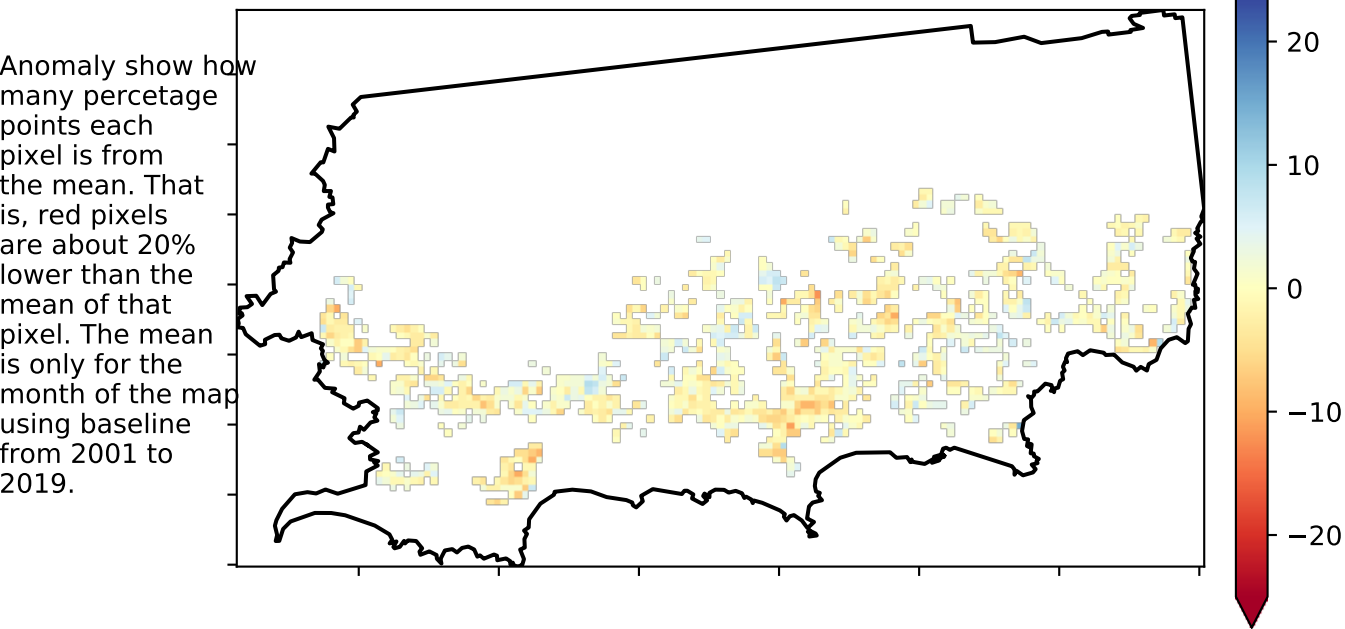 Anomaly show how
many percetage
points each
pixel is from
the mean. That
is, red pixels
are about 20%
lower than the
mean of that
pixel. The mean
is only for the
month of the map
using baseline
from 2001 to
2019.
20
10
0
−10
−20